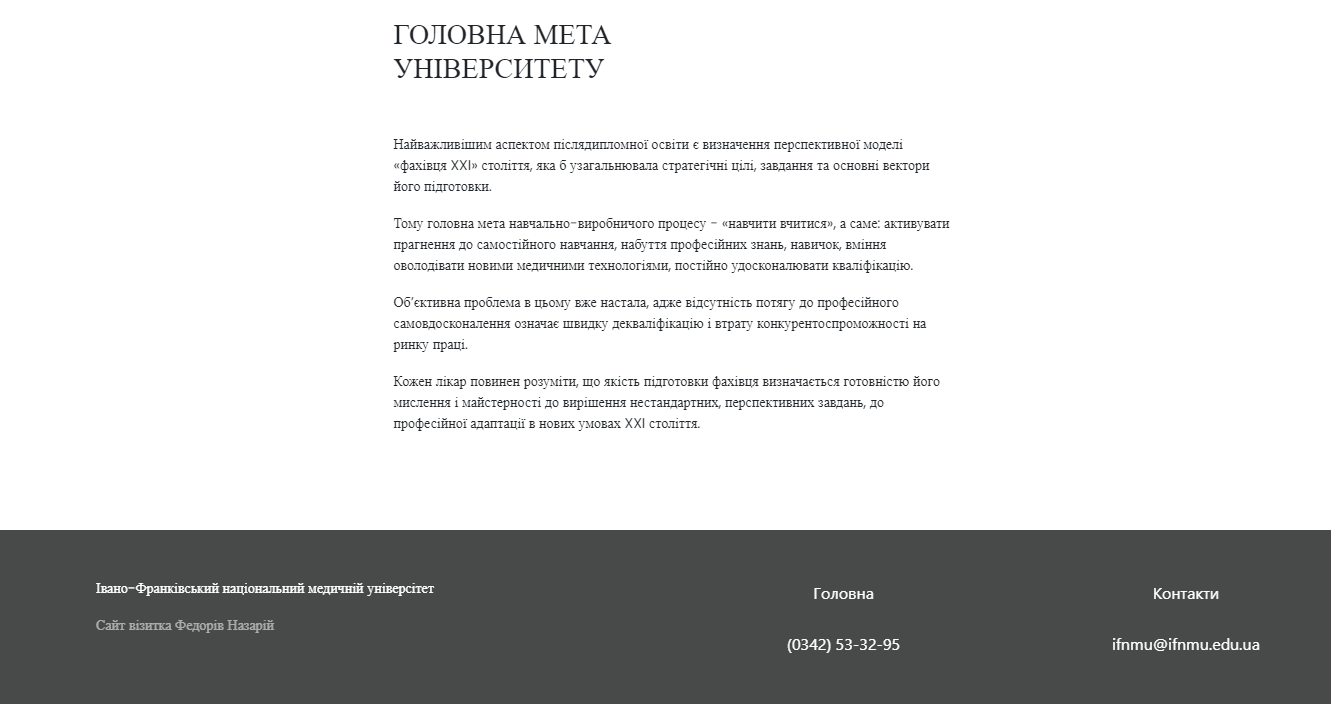 ГОЛОВНА МЕТА
УНІВЕРСИТЕТУ
Найважливішим аспектом післядипломної освіти є визначення перспективної моделі
«фахівця XXI» століття, яка б узагальнювала стратегічні цілі, завдання та основні вектори
його підготовки.
Тому головна мета навчально-виробничого процесу - «навчити вчитися», а саме: активувати
прагнення до самостійного навчання, набуття професійних знань, навичок, вміння
оволодівати новими медичними технологіями, постійно удосконалювати кваліфікацію.
Об’єктивна проблема в цьому вже настала, адже відсутність потягу до професійного
самовдосконалення означає швидку декваліфікацію і втрату конкурентоспроможності на
ринку праці.
Кожен лікар повинен розуміти, що якість підготовки фахівця визначається готовністю його
мислення і майстерності до вирішення нестандартних, перспективних завдань, до
професійної адаптації в нових умовах XXI століття.
Івано-Франківський національний медичній універсітет
Сайт візитка Федорів Назарій
Головна
(0342) 53-32-95
Контакти
ifnmu@ifnmu.edu.ua